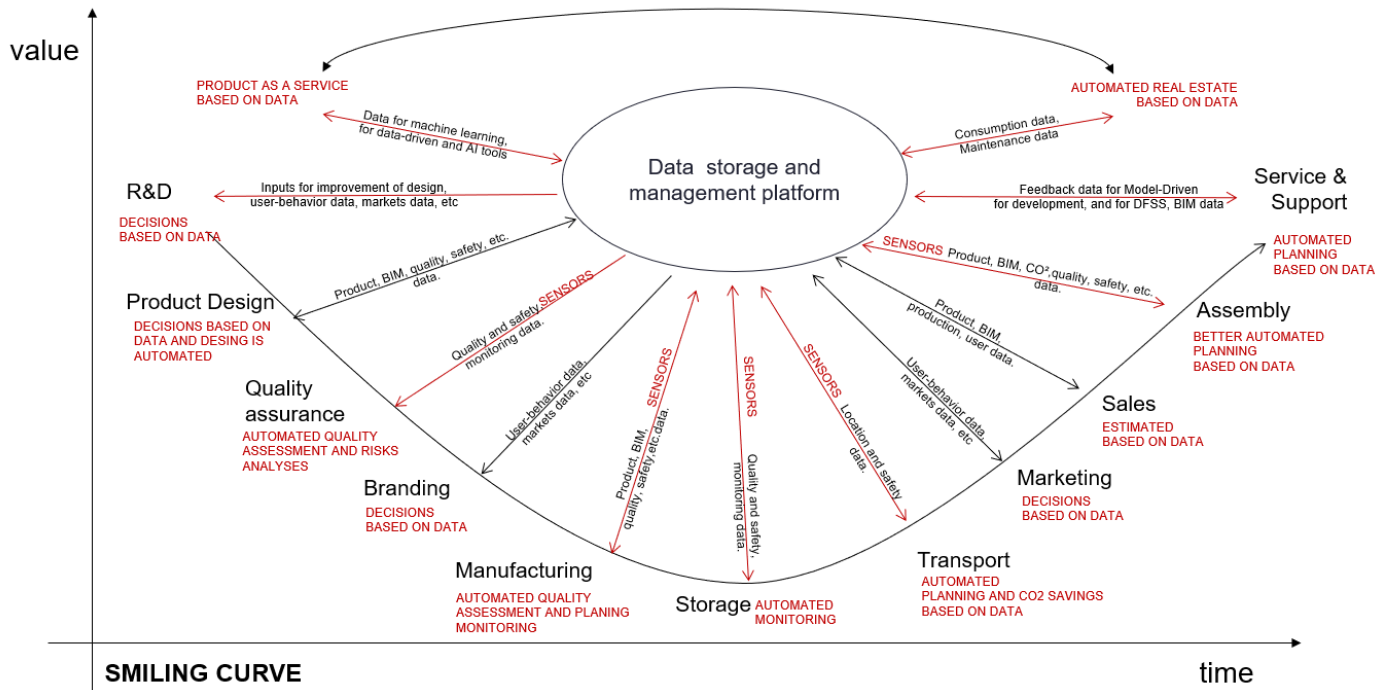 value
PRODUCT AS A SERVICE
BASED ON DATA
AUTOMATED REAL ESTATE
BASED ON DATA
Data for machine learning,
for data-driven and AI tools
Consumption data,
Maintenance data
Data storage and
management platform
R&D
DECISIONS
BASED ON DATA
Inputs for improvement of design,
user-behavior data, markets data, etc
Feedback data for Model-Driven
for development, and for DFSS, BIM data
Service &
Support
AUTOMATED
PLANNING
BASED ON DATA
Product, BIM, quality, safety, etc.
data.
SENSORS Product, BIM, CO²,quality, safety, etc.
data.
Product Design
DECISIONS BASED ON
DATA AND DESING IS
AUTOMATED
SENSORS
Quality and safety
monitoring data.
Product, BIM,
production, user data.
Assembly
BETTER AUTOMATED
PLANNING
BASED ON DATA
Quality
assurance
AUTOMATED QUALITY
ASSESSMENT AND RISKS
ANALYSES
User-behavior data,
markets data, etc
SENSORS
Product, BIM,
quality, safety,etc.data.
SENSORS
Quality and safety,
monitoring data.
SENSORS
Location and safety
data.
User-behavior data,
markets data, etc
Sales
ESTIMATED
BASED ON DATA
Branding
DECISIONS
BASED ON DATA
Marketing
DECISIONS
BASED ON DATA
Manufacturing
AUTOMATED QUALITY
ASSESSMENT AND PLANING
MONITORING
Storage
AUTOMATED
MONITORING
Transport
AUTOMATED
PLANNING AND CO2 SAVINGS
BASED ON DATA
SMILING CURVE
time